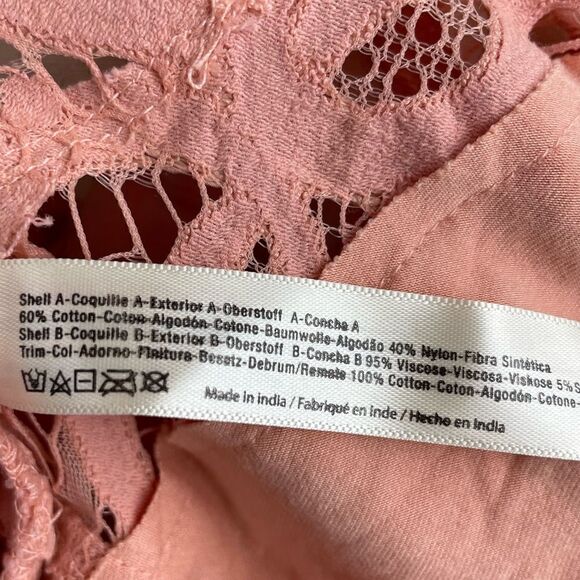 Shell A-Coquille A-Exterior A-Oberstoff A-Concha A
60% Cotton-Coton-Algodón-Cotone-Baumwolle-Algodão 40% Nylon-Fibra Sintética
Shell B-Coquille B-Exterior B-Oberstoff B-Concha B 95% Viscose-Viscosa-Viskose 5% S
Trim-Col-Adorno-Finitura-Besatz-Debrum/Remate 100% Cotton-Coton-Algodón-Cotone-
Made in India / Fabriqué en Inde / Hecho en India